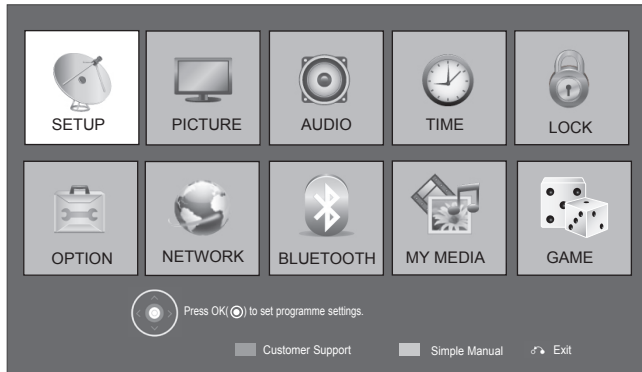 SETUP PICTURE AUDIO TIME LOCK
OPTION NETWORK BLUETOOTH MY MEDIA GAME
Press OK( ) to set programme settings.
Customer Support Simple Manual Exit